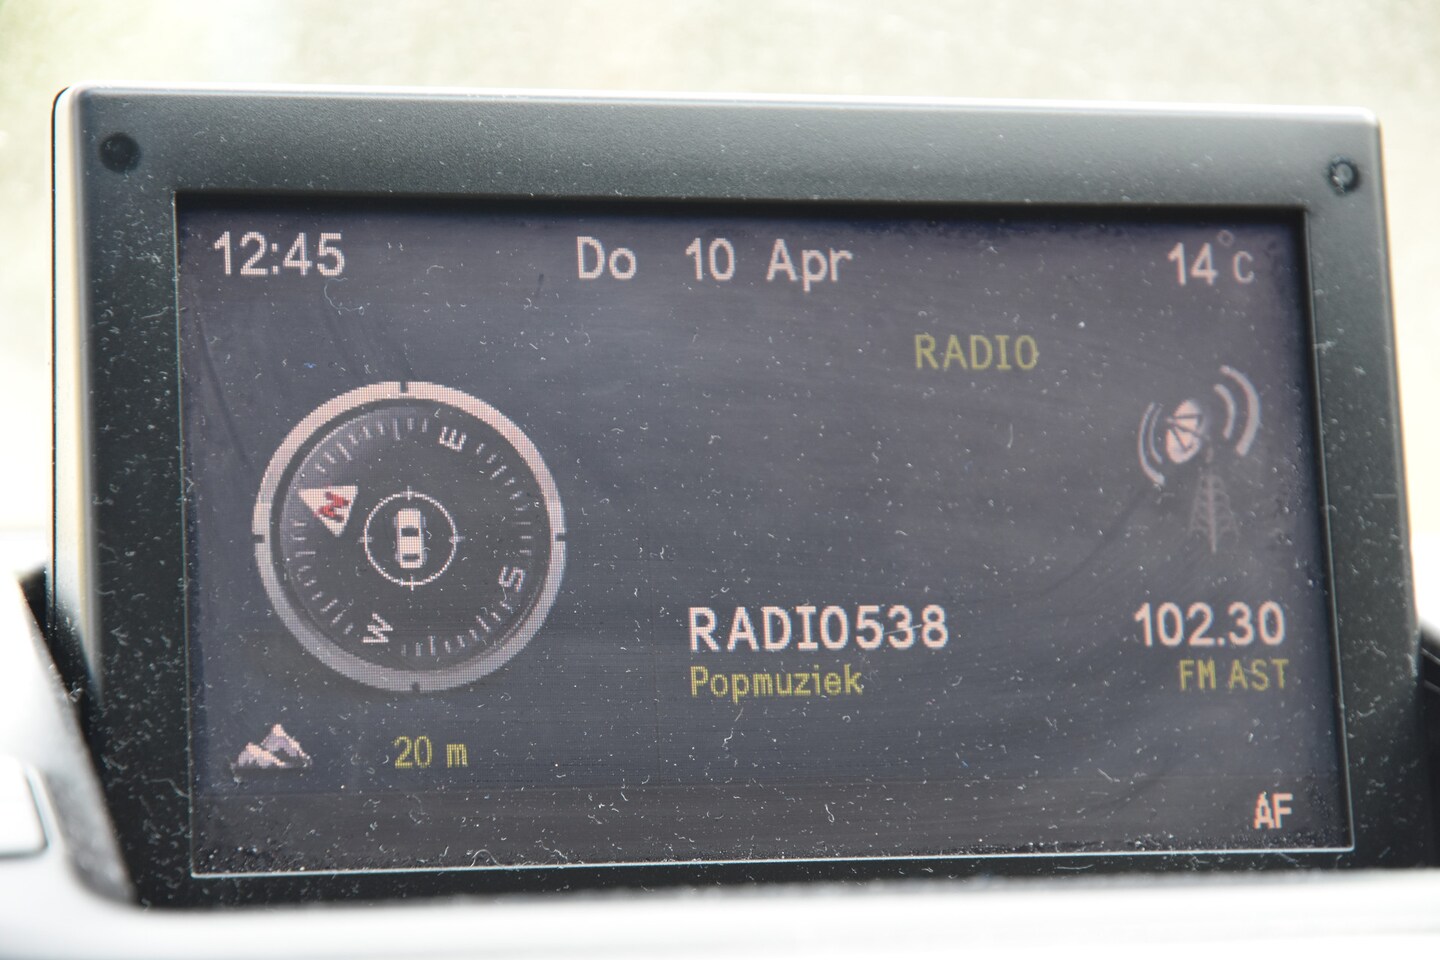 12:45 Do 10 Apr 14°C
RADIO
E
N
S
W
RADIO538 102.30
Popmuziek FM AST
20 m
AF